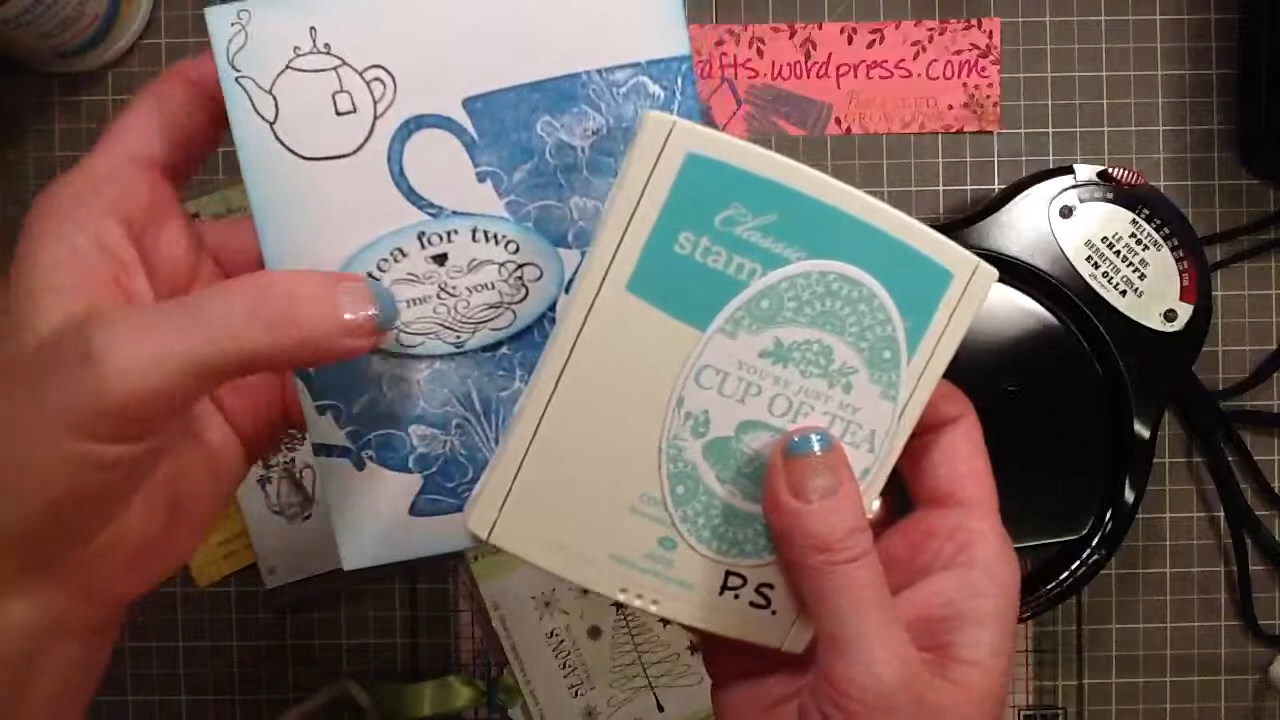 afts.wordpress.com
tea for two
me & you
Classic
stam
YOU'RE JUST MY
CUP OF TEA
P.S.
MELTING
POT
LE POT DE
CHAUFFE
DERRETIR COSAS
EN OLLA
SEASON'S